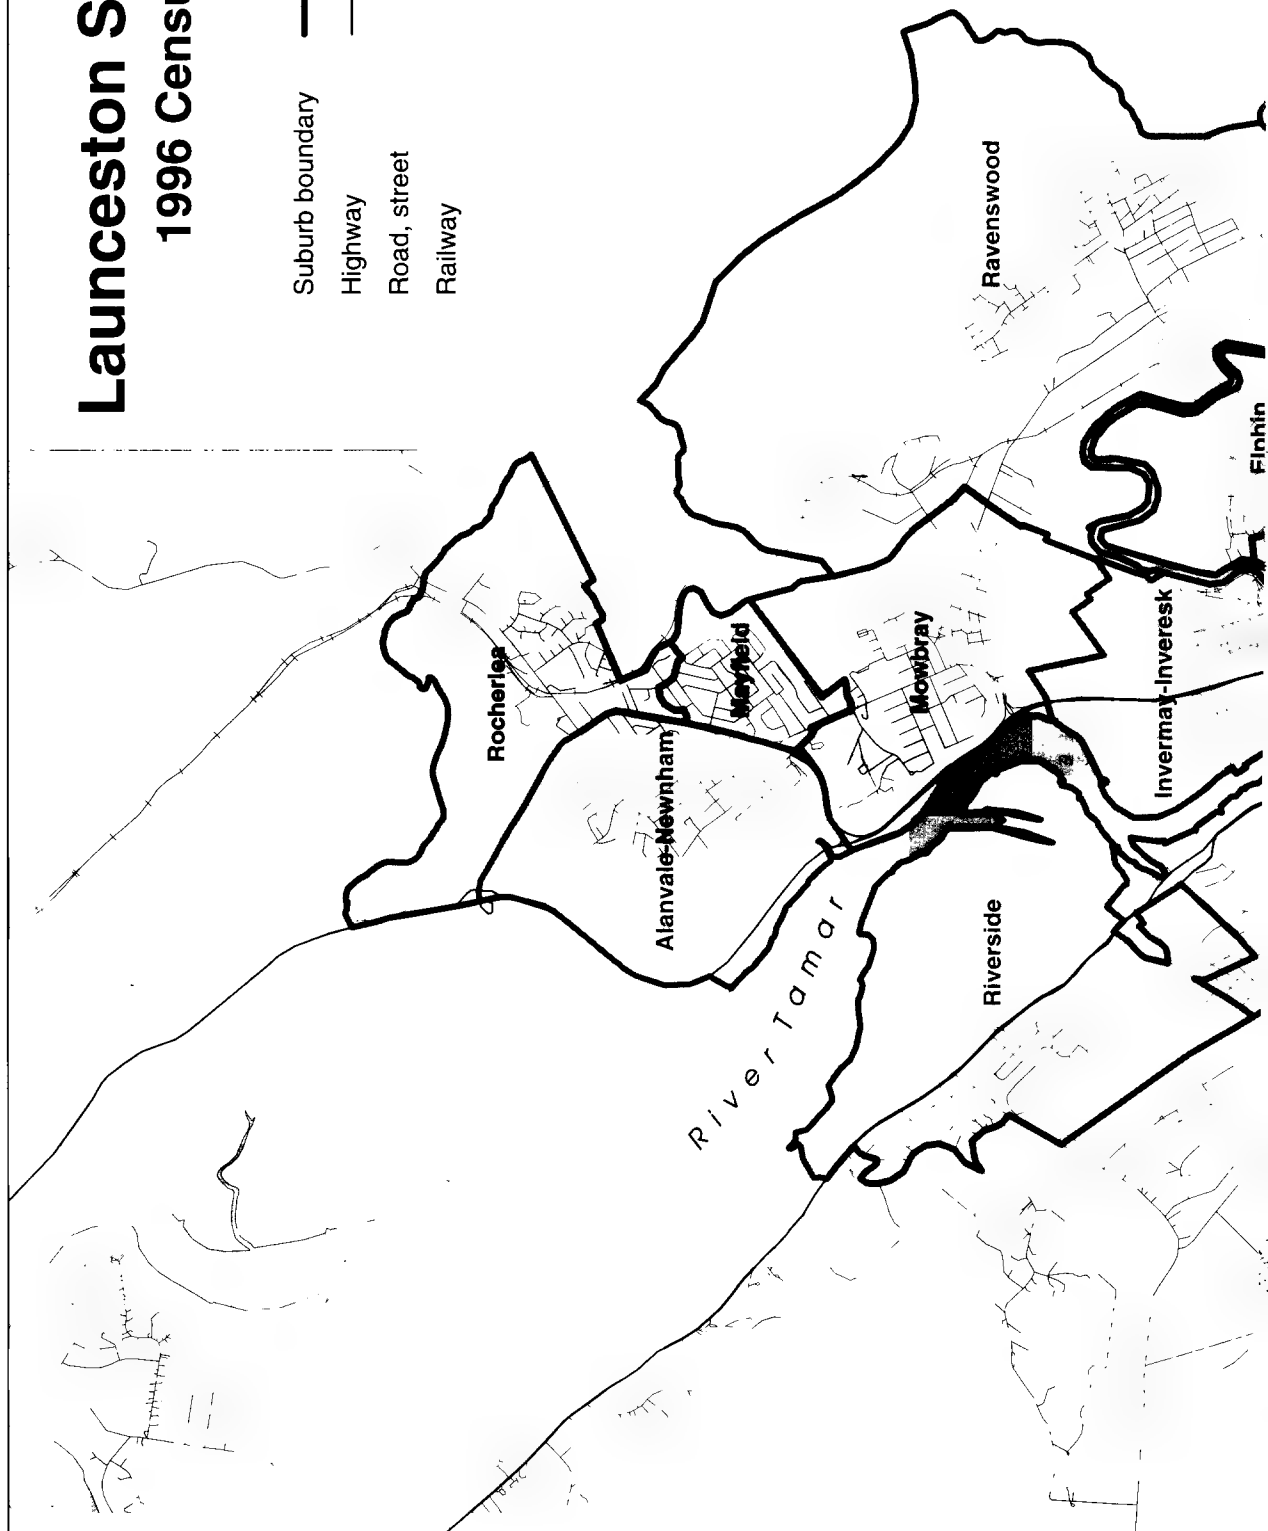 Launceston S
1996 Censu
Suburb boundary
Highway
Road, street
Railway
Ravenswood
Rocherlea
Mayfield
Mowbray
Alanvale-Newnham
Invermay-Inveresk
Elphin
Riverside
River Tamar